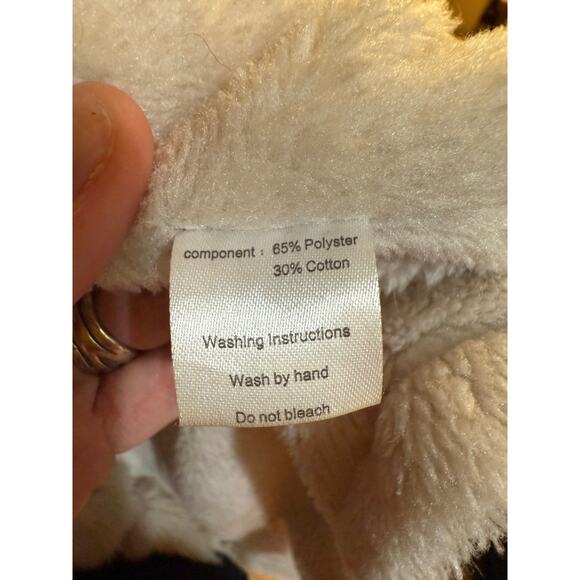 component : 65% Polyster
30% Cotton
Washing Instructions
Wash by hand
Do not bleach